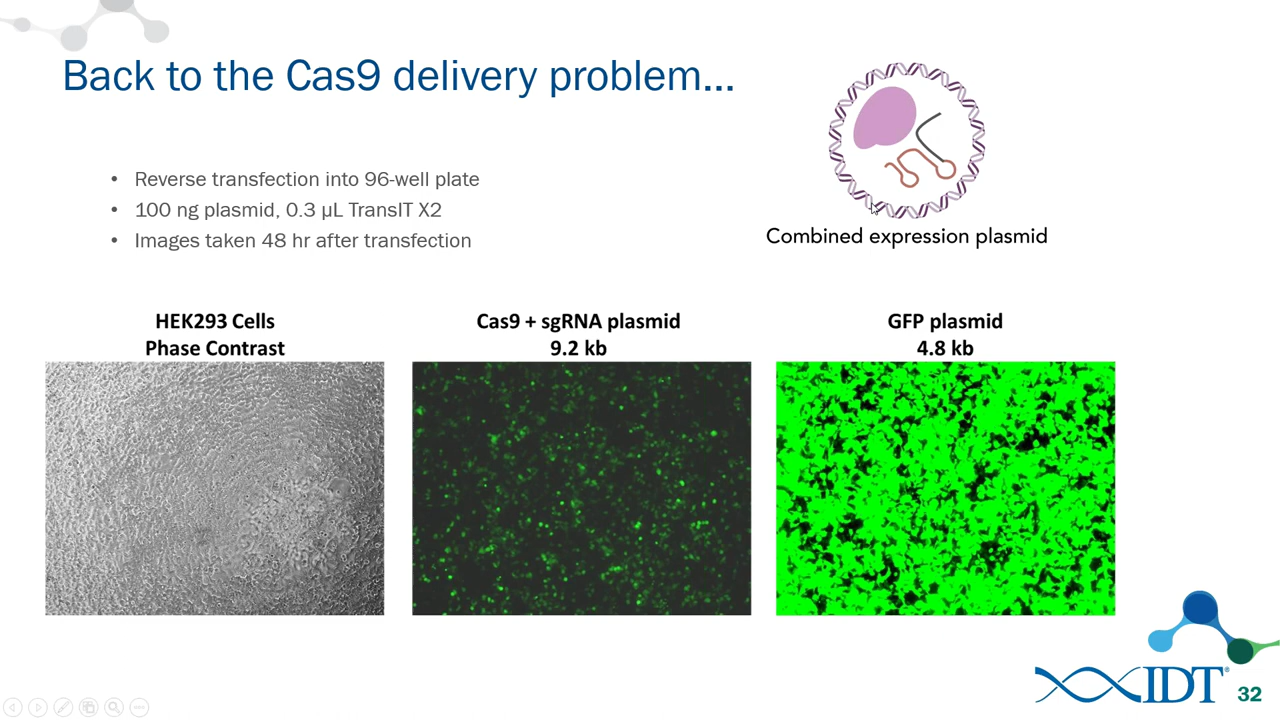 Back to the Cas9 delivery problem...
• Reverse transfection into 96-well plate
• 100 ng plasmid, 0.3 µL TransIT X2
• Images taken 48 hr after transfection
Combined expression plasmid
HEK293 Cells
Phase Contrast
Cas9 + sgRNA plasmid
9.2 kb
GFP plasmid
4.8 kb
IDT®
32